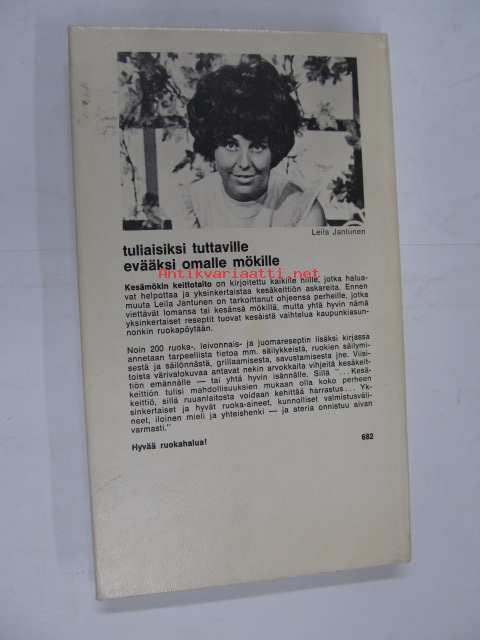 Leila Jantunen
tuliaisiksi tuttaville
evääksi omalle mökille
Antikvariaatti.net
Kesämökin keittotaito on kirjoitettu kaikille niille, jotka halua-
vat helpottaa ja yksinkertaistaa kesäkeittiön askareita. Ennen
muuta Leila Jantunen on tarkoittanut ohjeensa perheille, jotka
viettävät lomansa tai kesänsä mökillä, mutta yhtä hyvin nämä
yksinkertaiset reseptit tuovat kesäistä vaihtelua kaupunkiasun-
nonkin ruokapöytään.
Noin 200 ruoka-, leivonnais- ja juomareseptin lisäksi kirjassa
annetaan tarpeellista tietoa mm. säilykkeistä, ruokien säilymi-
sestä ja säilönnästä, grillaamisesta, savustamisesta jne. Viisi-
toista värivalokuvaa antavat nekin arvokkaita vihjeitä kesäkeit-
tiön emännälle — tai yhtä hyvin isännälle. Sillä "...Kesä-
keittiön tulisi mahdollisuuksien mukaan olla koko perheen
keittiö, sillä ruuanlaitosta voidaan kehittää harrastus... Yk-
sinkertaiset ja hyvät ruoka-aineet, kunnolliset valmistusväli-
neet, iloinen mieli ja yhteishenki — ja ateria onnistuu aivan
varmasti."
Hyvää ruokahalua!
682